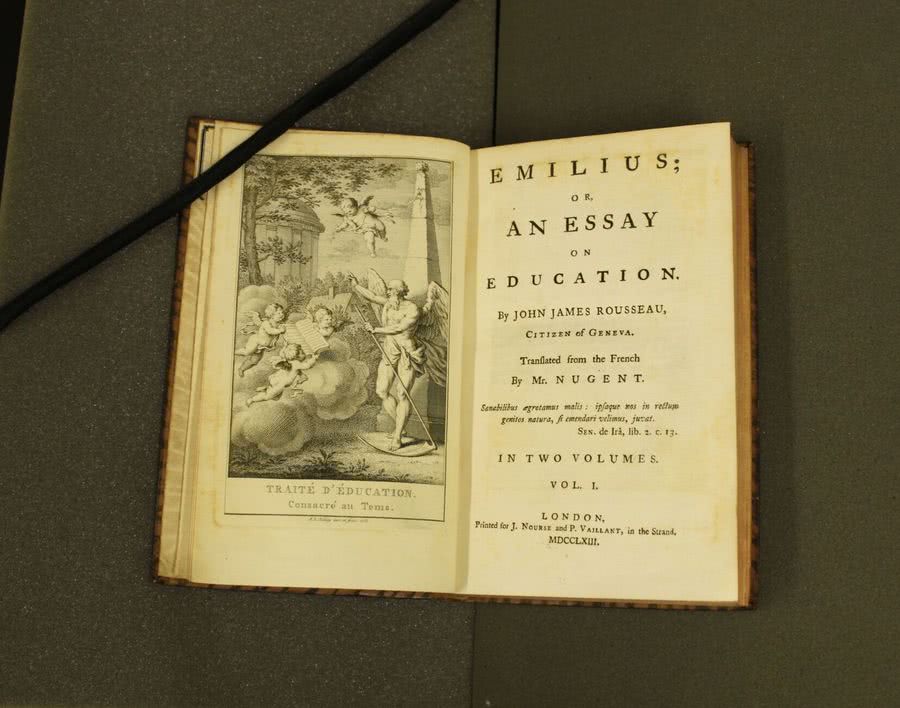 TRAITÉ D'ÉDUCATION.
Consacré au Tems.
EMILIUS;
OR,
AN ESSAY
ON
EDUCATION.
By JOHN JAMES ROUSSEAU,
CITIZEN of GENEVA.
Tranſlated from the French
By Mr. NUGENT.
Sanabilibus ægrotamus malis: ipſaque nos in rectum
genitos natura, ſi emendari velimus, juvat.
SEN. de Irâ, lib. 2. c. 13.
IN TWO VOLUMES.
VOL. I.
LONDON,
Printed for J. NOURSE and P. VAILLANT, in the Strand.
MDCCLXIII.